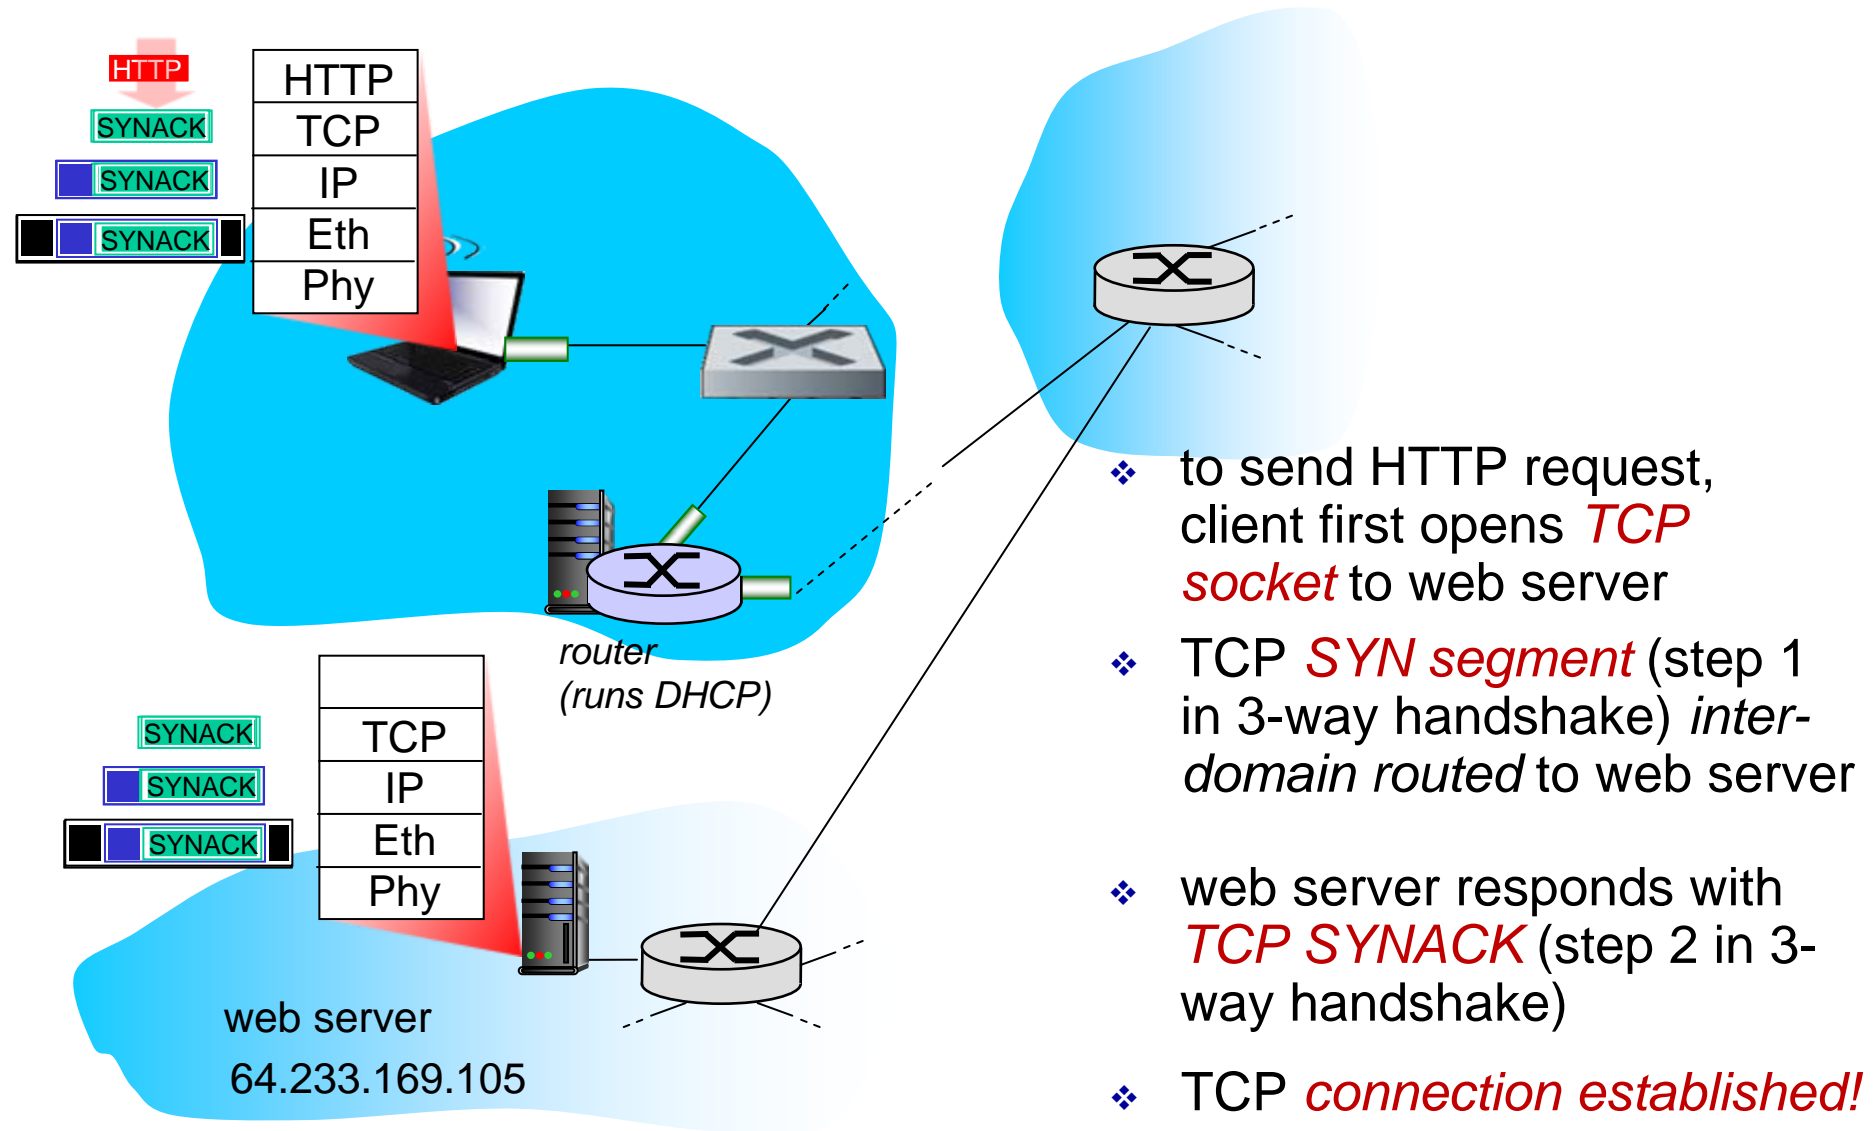 HTTP
SYNACK
SYNACK
SYNACK
HTTP
TCP
IP
Eth
Phy
router
(runs DHCP)
SYNACK
SYNACK
SYNACK
TCP
IP
Eth
Phy
web server
64.233.169.105
❖ to send HTTP request,
client first opens TCP
socket to web server
❖ TCP SYN segment (step 1
in 3-way handshake) inter-
domain routed to web server
❖ web server responds with
TCP SYNACK (step 2 in 3-
way handshake)
❖ TCP connection established!